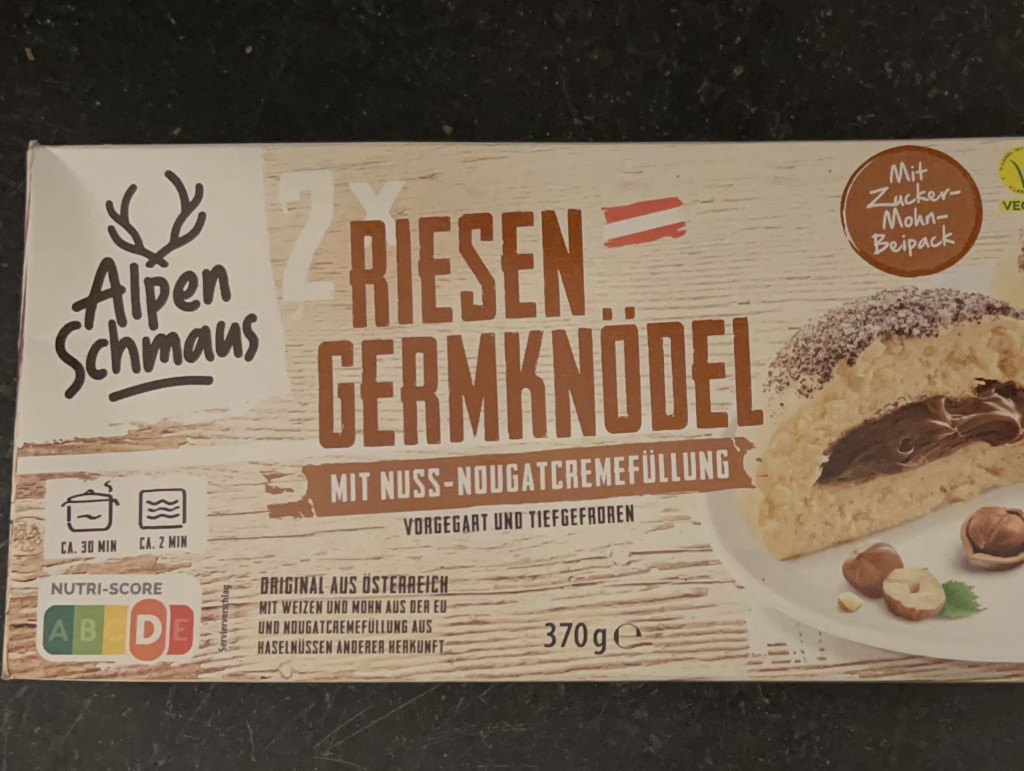 Alpen
Schmaus
2x
RIESEN
GERMKNÖDEL
MIT NUSS-NOUGATCREMEFÜLLUNG
VORGEGART UND TIEFGEFROREN
Mit
Zucker-
Mohn-
Beipack
CA. 30 MIN
CA. 2 MIN
NUTRI-SCORE
A B C D E
Serviervorschlag
ORIGINAL AUS ÖSTERREICH
MIT WEIZEN UND MOHN AUS DER EU
UND NOUGATCREMEFÜLLUNG AUS
HASELNÜSSEN ANDERER HERKUNFT
370 g e